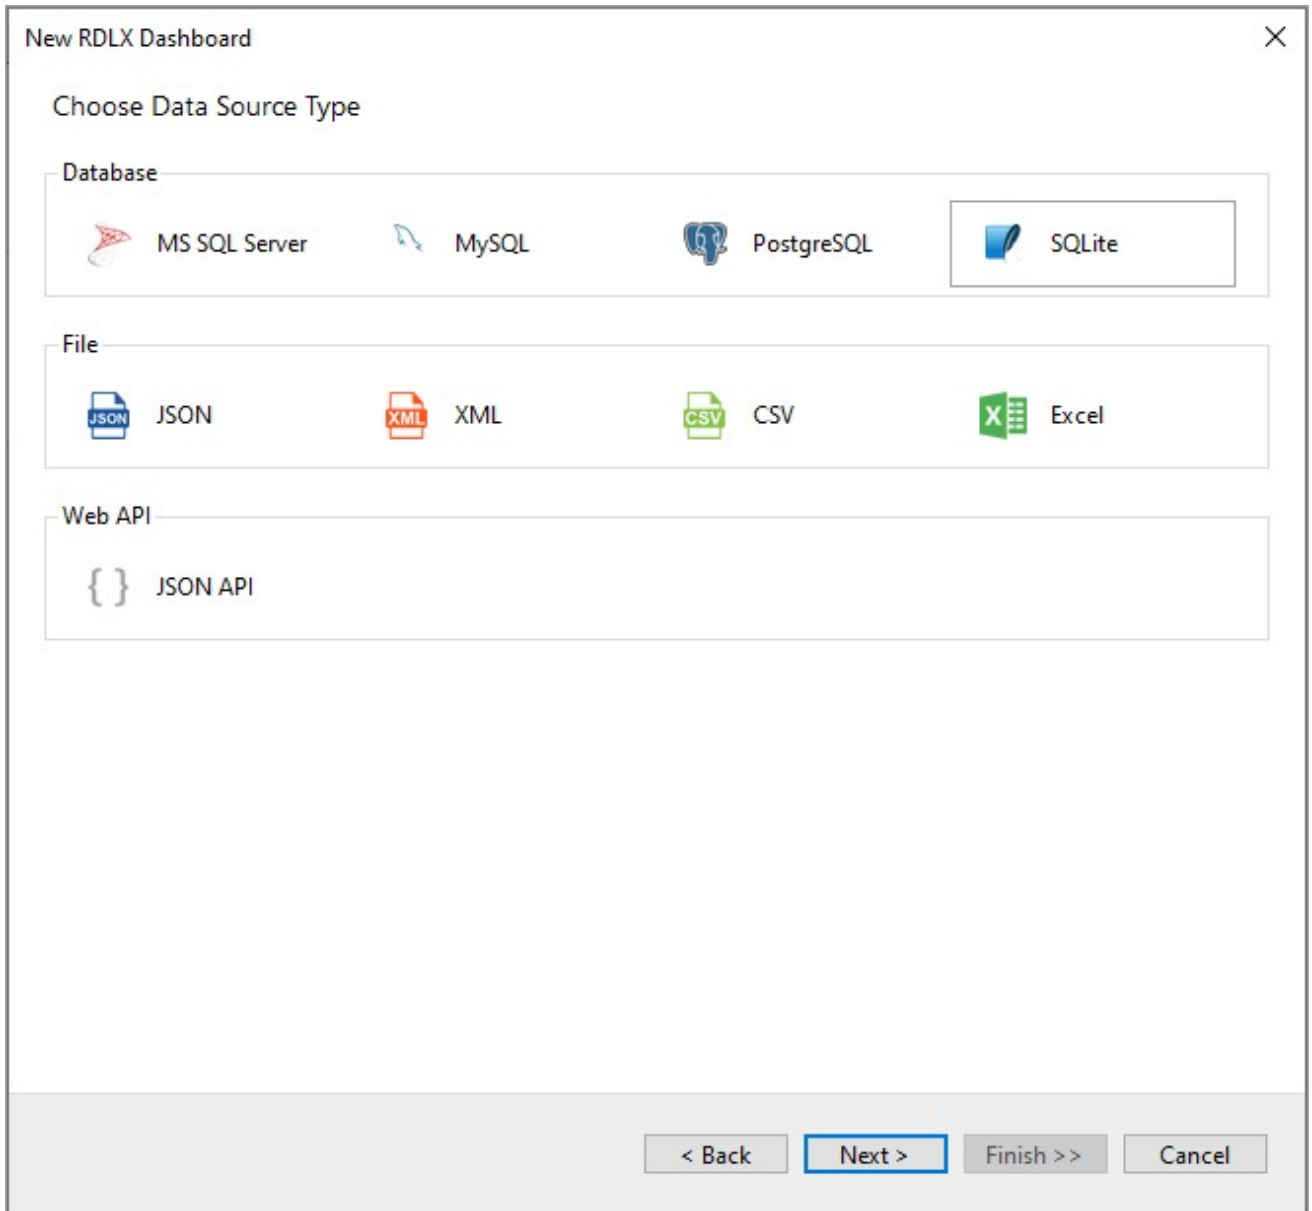 New RDLX Dashboard
Choose Data Source Type
Database
MS SQL Server MySQL PostgreSQL SQLite
File
JSON JSON XML XML CSV CSV X Excel
Web API
{ } JSON API
< Back Next > Finish >> Cancel